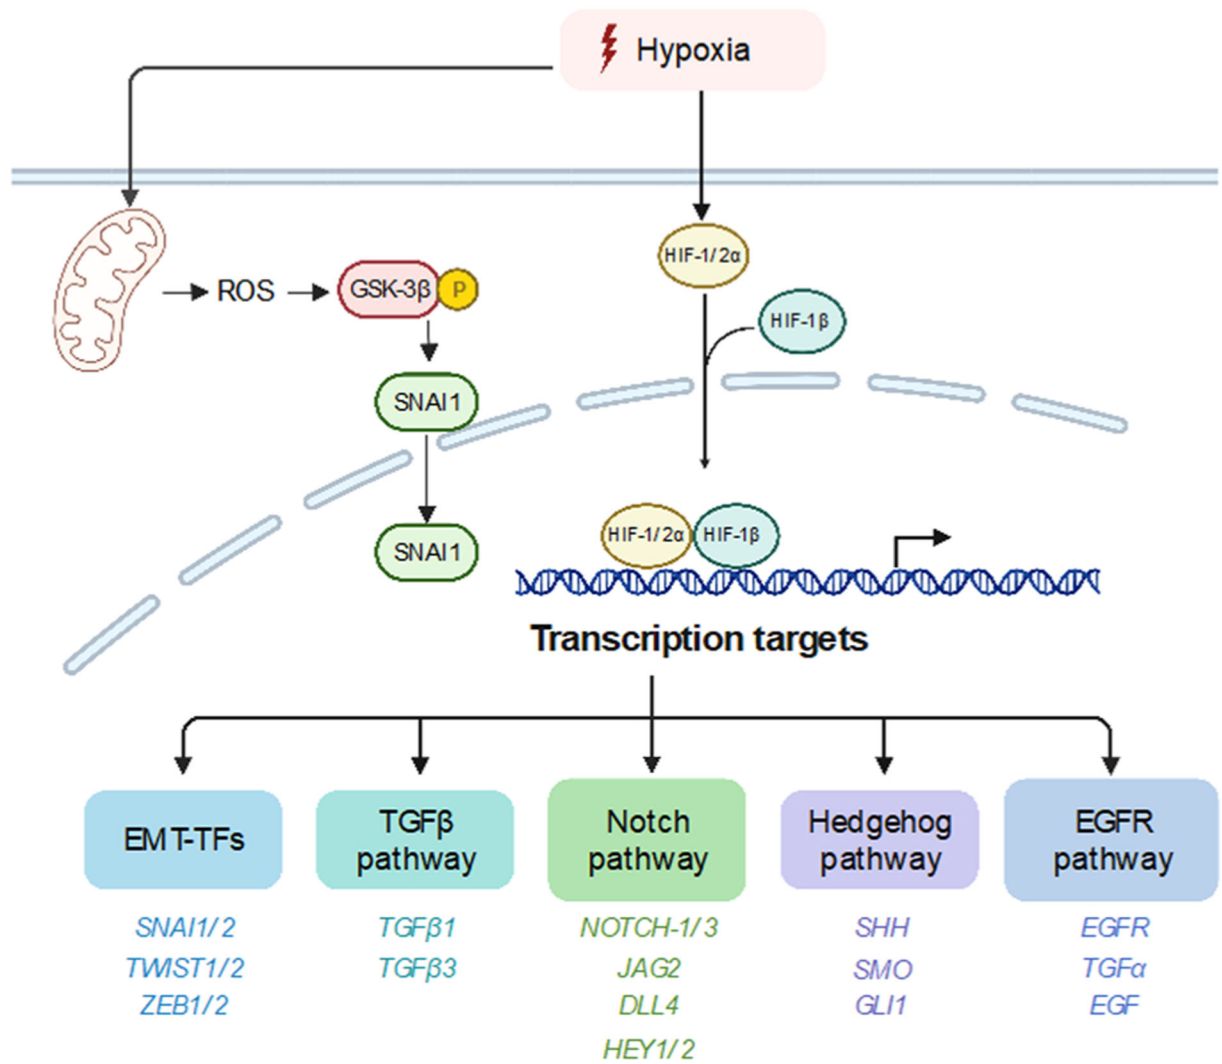 Hypoxia
HIF-1/2α
ROS
GSK-3β
P
HIF-1β
SNAI1
SNAI1
HIF-1/2α
HIF-1β
Transcription targets
EMT-TFs
SNAI1/2
TWIST1/2
ZEB1/2
TGFβ
pathway
TGFβ1
TGFβ3
Notch
pathway
NOTCH-1/3
JAG2
DLL4
HEY1/2
Hedgehog
pathway
SHH
SMO
GLI1
EGFR
pathway
EGFR
TGFα
EGF